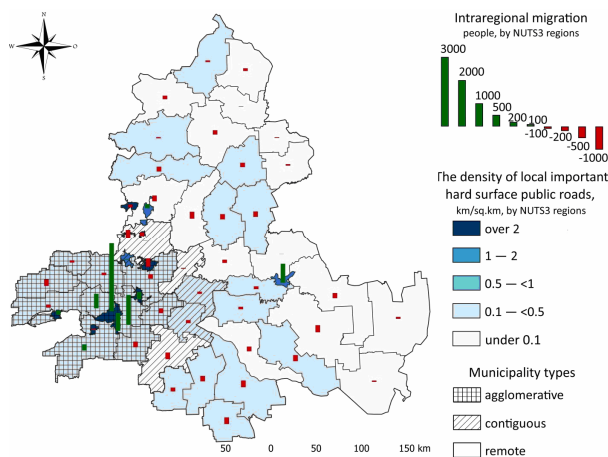 N
W
O
S
Intraregional migration
people, by NUTS3 regions
3000
2000
1000
500
200
100
-100
-200
-500
-1000
The density of local important
hard surface public roads,
km/sq.km, by NUTS3 regions
over 2
1 — 2
0.5 — <1
0.1 — <0.5
under 0.1
Municipality types
agglomerative
contiguous
remote
50 0 50 100 150 km